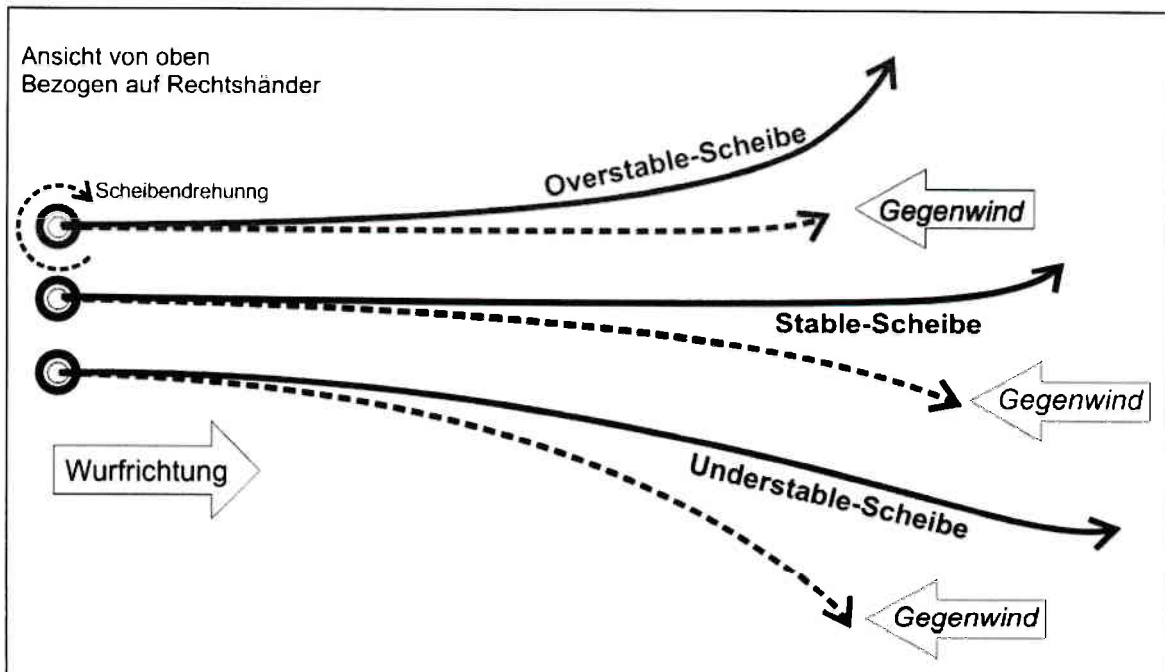 Ansicht von oben
Bezogen auf Rechtshänder
Scheibendrehunng
Overstable-Scheibe
Gegenwind
Stable-Scheibe
Gegenwind
Wurfrichtung
Understable-Scheibe
Gegenwind